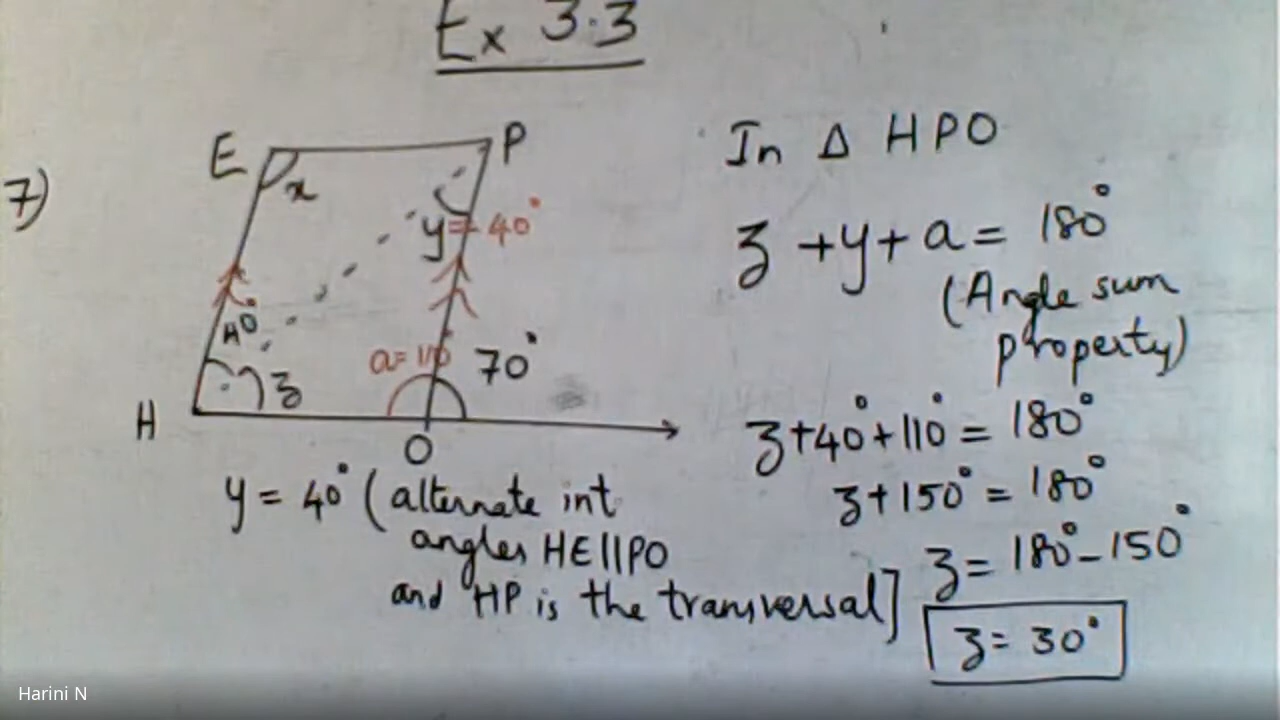 Ex 3.3
7)
E
P
x
y = 40°
40°
a = 110°
70°
z
H
O
y = 40° (alternate int
angles HE||PO
and HP is the transversal]
In Δ HPO
z + y + a = 180°
(Angle sum
property)
z + 40° + 110° = 180°
z + 150° = 180°
z = 180° - 150°
z = 30°
Harini N